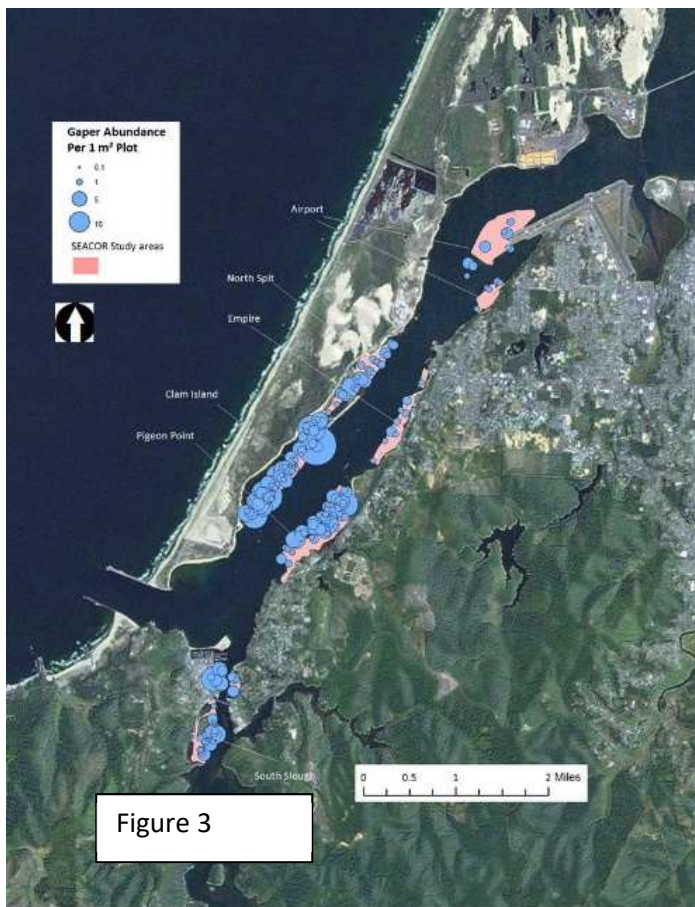 Gaper Abundance
Per 1 m² Plot
0.1
1
5
10
SEACOR Study areas
Airport
North Spit
Empire
Clam Island
Pigeon Point
South Slough
0 0.5 1 2 Miles
Figure 3